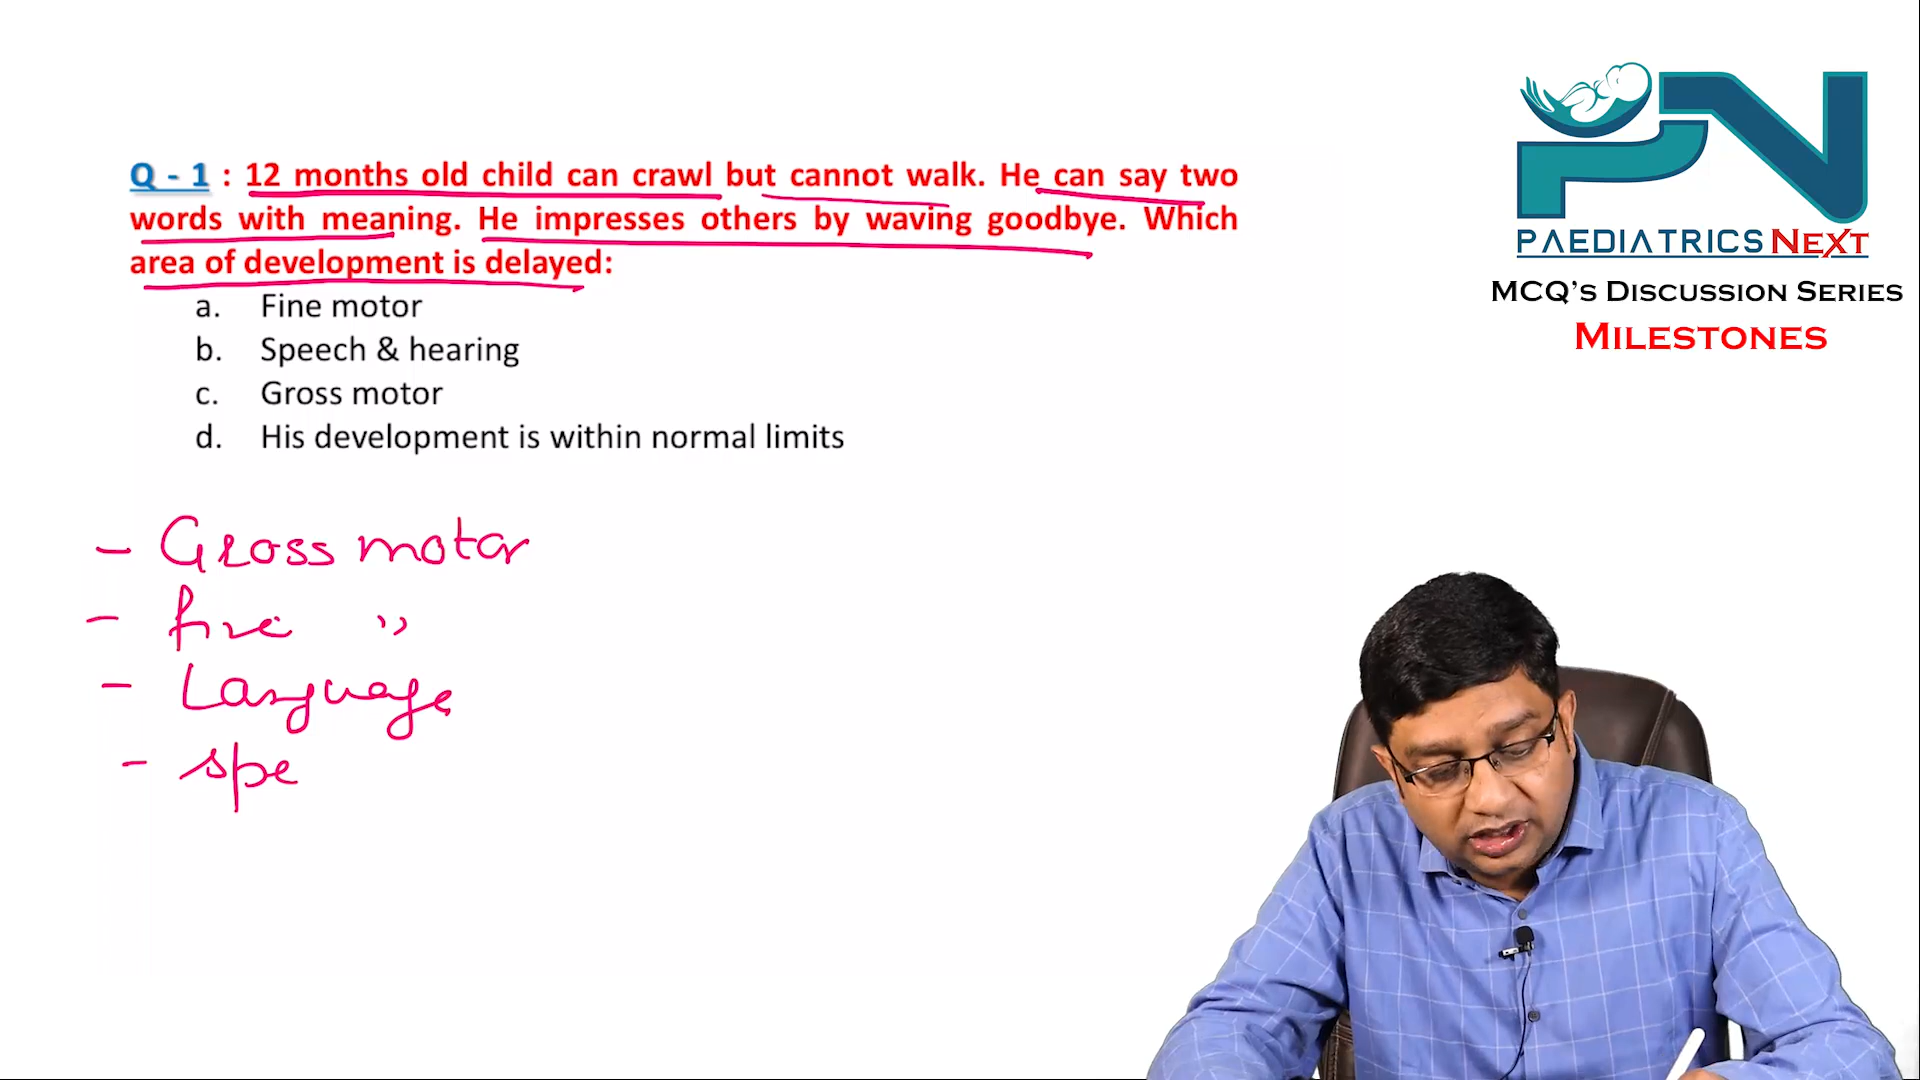 Q - 1 : 12 months old child can crawl but cannot walk. He can say two
words with meaning. He impresses others by waving goodbye. Which
area of development is delayed:
a. Fine motor
b. Speech & hearing
c. Gross motor
d. His development is within normal limits
- Gross motor
- fine "
- Language
- spe
PN
PAEDIATRICS NEXT
MCQ's Discussion Series
Milestones